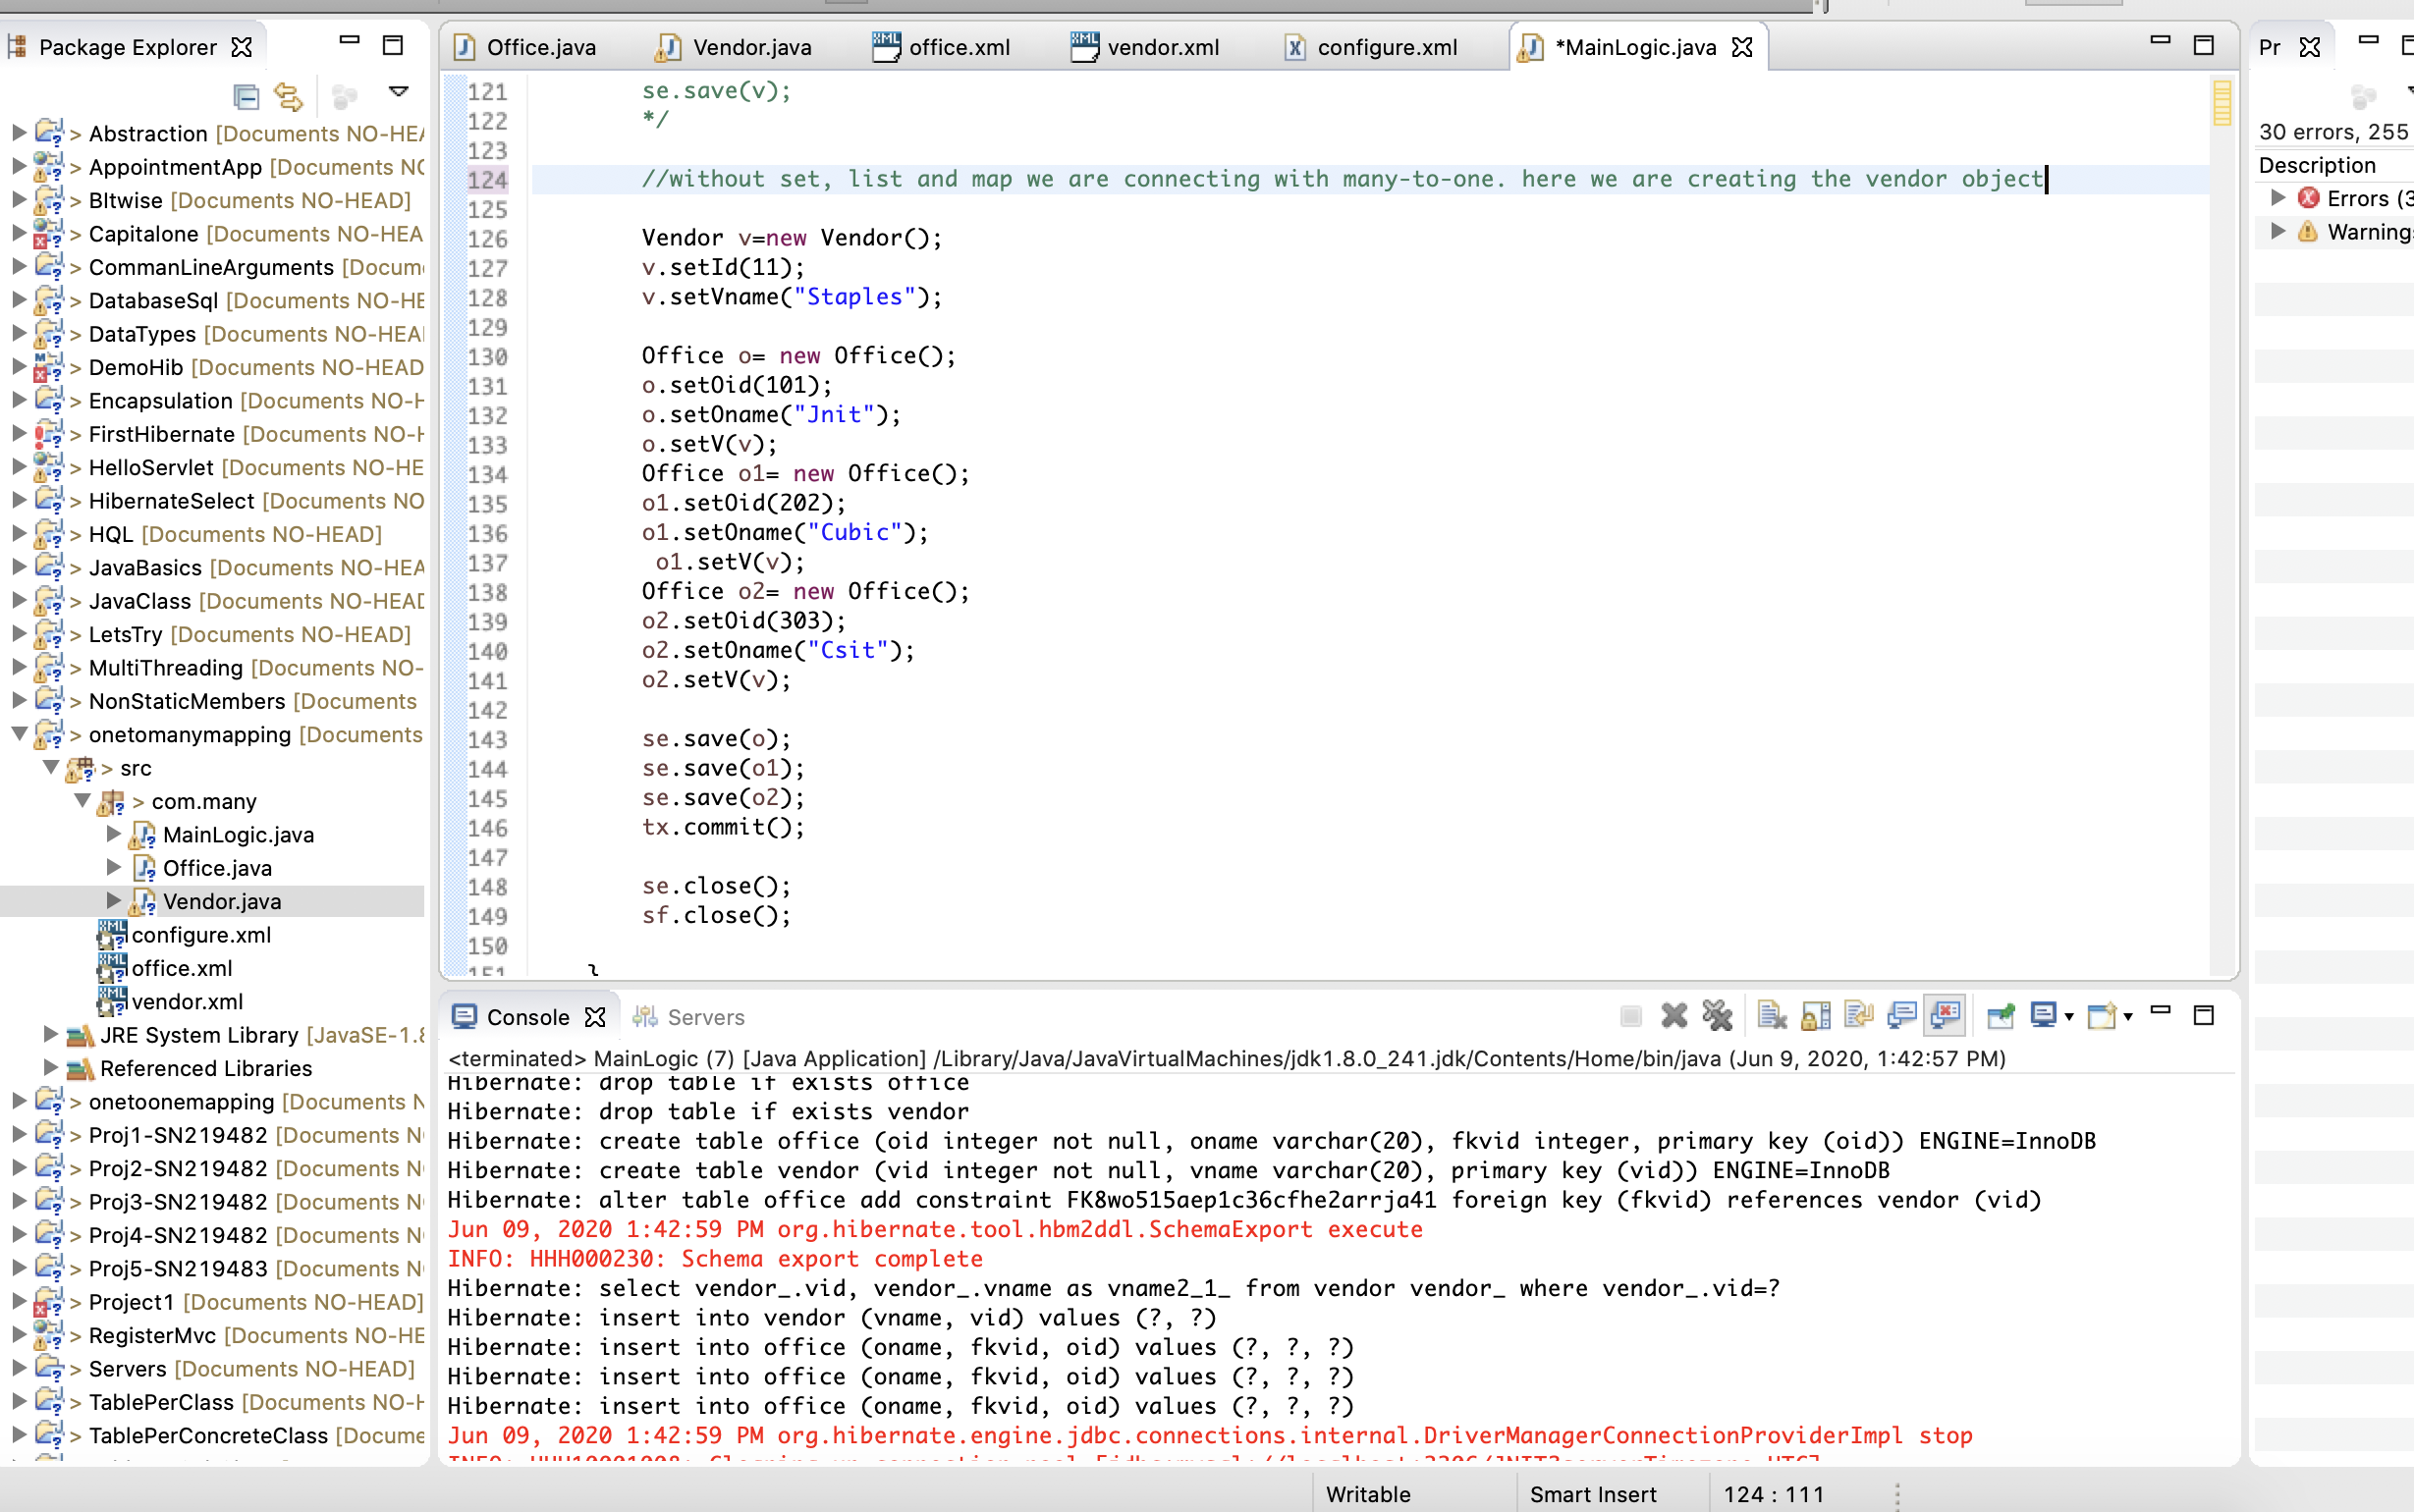 Package Explorer
> Abstraction [Documents NO-HEA
> AppointmentApp [Documents NO
> BItwise [Documents NO-HEAD]
> Capitalone [Documents NO-HEA
> CommanLineArguments [Docum
> DatabaseSql [Documents NO-HE
> DataTypes [Documents NO-HEA
> DemoHib [Documents NO-HEAD
> Encapsulation [Documents NO-H
> FirstHibernate [Documents NO-H
> HelloServlet [Documents NO-HE
> HibernateSelect [Documents NO
> HQL [Documents NO-HEAD]
> JavaBasics [Documents NO-HEA
> JavaClass [Documents NO-HEAD
> LetsTry [Documents NO-HEAD]
> MultiThreading [Documents NO-
> NonStaticMembers [Documents
> onetomanymapping [Documents
> src
> com.many
MainLogic.java
Office.java
Vendor.java
configure.xml
office.xml
vendor.xml
JRE System Library [JavaSE-1.8
Referenced Libraries
> onetoonemapping [Documents N
> Proj1-SN219482 [Documents N
> Proj2-SN219482 [Documents N
> Proj3-SN219482 [Documents N
> Proj4-SN219482 [Documents N
> Proj5-SN219483 [Documents N
> Project1 [Documents NO-HEAD]
> RegisterMvc [Documents NO-HE
> Servers [Documents NO-HEAD]
> TablePerClass [Documents NO-H
> TablePerConcreteClass [Docume
Office.java Vendor.java office.xml vendor.xml configure.xml *MainLogic.java
121 se.save(v);
122 */
123
124 //without set, list and map we are connecting with many-to-one. here we are creating the vendor object
125
126 Vendor v=new Vendor();
127 v.setId(11);
128 v.setVname("Staples");
129
130 Office o= new Office();
131 o.setOid(101);
132 o.setOname("Jnit");
133 o.setV(v);
134 Office o1= new Office();
135 o1.setOid(202);
136 o1.setOname("Cubic");
137 o1.setV(v);
138 Office o2= new Office();
139 o2.setOid(303);
140 o2.setOname("Csit");
141 o2.setV(v);
142
143 se.save(o);
144 se.save(o1);
145 se.save(o2);
146 tx.commit();
147
148 se.close();
149 sf.close();
150
151 }
Console Servers
<terminated> MainLogic (7) [Java Application] /Library/Java/JavaVirtualMachines/jdk1.8.0_241.jdk/Contents/Home/bin/java (Jun 9, 2020, 1:42:57 PM)
Hibernate: drop table if exists office
Hibernate: drop table if exists vendor
Hibernate: create table office (oid integer not null, oname varchar(20), fkvid integer, primary key (oid)) ENGINE=InnoDB
Hibernate: create table vendor (vid integer not null, vname varchar(20), primary key (vid)) ENGINE=InnoDB
Hibernate: alter table office add constraint FK8wo515aep1c36cfhe2arrja41 foreign key (fkvid) references vendor (vid)
Jun 09, 2020 1:42:59 PM org.hibernate.tool.hbm2ddl.SchemaExport execute
INFO: HHH000230: Schema export complete
Hibernate: select vendor_.vid, vendor_.vname as vname2_1_ from vendor vendor_ where vendor_.vid=?
Hibernate: insert into vendor (vname, vid) values (?, ?)
Hibernate: insert into office (oname, fkvid, oid) values (?, ?, ?)
Hibernate: insert into office (oname, fkvid, oid) values (?, ?, ?)
Hibernate: insert into office (oname, fkvid, oid) values (?, ?, ?)
Jun 09, 2020 1:42:59 PM org.hibernate.engine.jdbc.connections.internal.DriverManagerConnectionProviderImpl stop
Pr
30 errors, 255
Description
Errors (3
Warnings
Writable Smart Insert 124 : 111